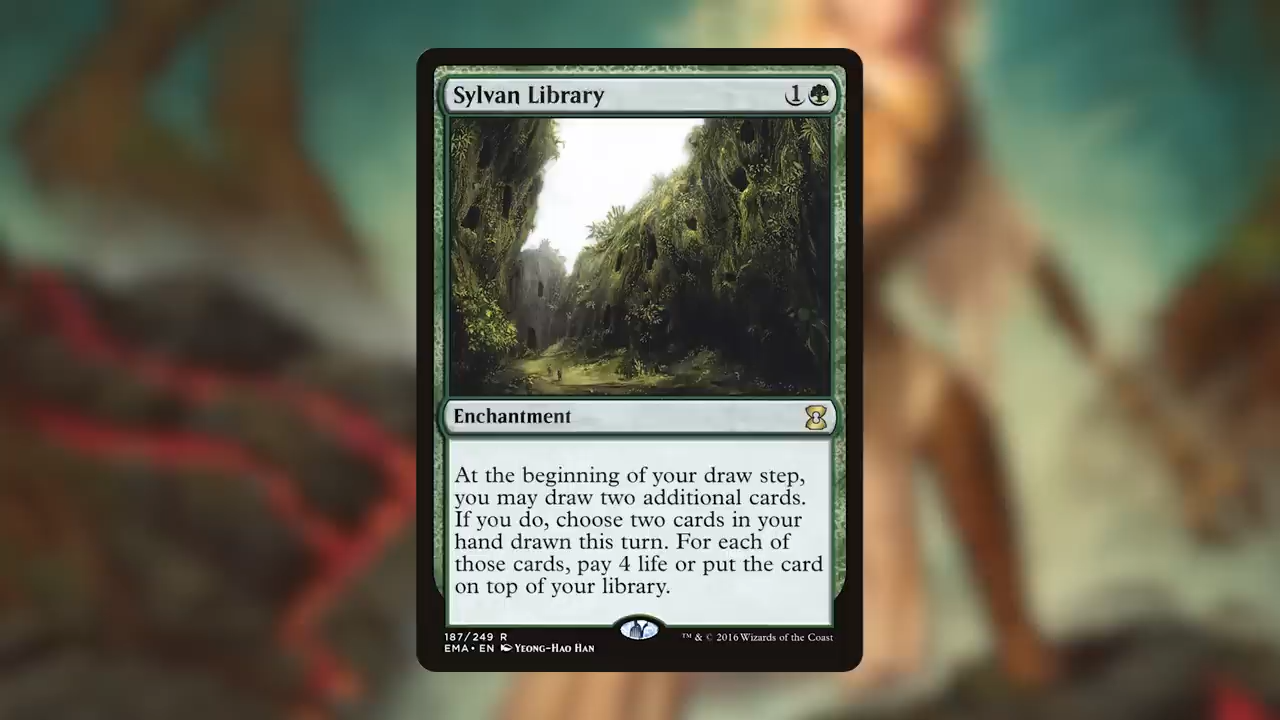 Sylvan Library 1
Enchantment
At the beginning of your draw step,
you may draw two additional cards.
If you do, choose two cards in your
hand drawn this turn. For each of
those cards, pay 4 life or put the card
on top of your library.
187/249 R ™ & © 2016 Wizards of the Coast
EMA • EN Yeong-Hao Han